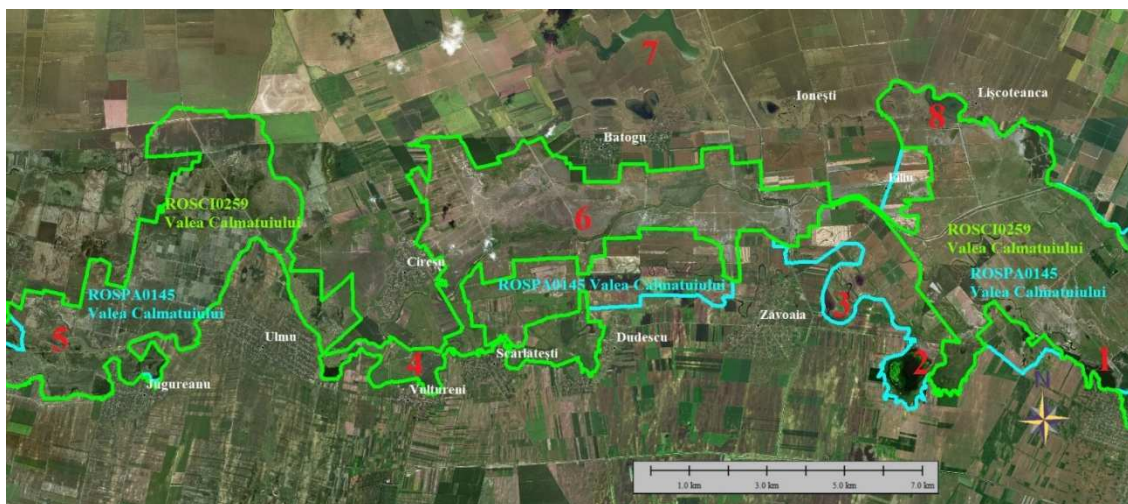 7
Ionești
Lișcoteanca
8
Batogu
Filiu
ROSCI0259
Valea Calmatuiului
6
ROSCI0259
Valea Calmatuiului
Cireșu
ROSPA0145
Valea Calmatuiului
ROSPA0145 Valea Calmatuiului
ROSPA0145
Valea Calmatuiului
3
Zăvoaia
5
Ulmu
Dudescu
Scarlatești
4
2
1
Jugureanu
Vultureni
N
1.0 km
3.0 km
5.0 km
7.0 km